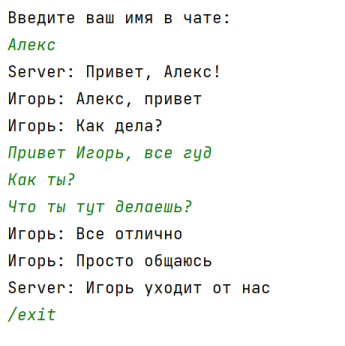 Введите ваш имя в чате:
Алекс
Server: Привет, Алекс!
Игорь: Алекс, привет
Игорь: Как дела?
Привет Игорь, все гуд
Как ты?
Что ты тут делаешь?
Игорь: Все отлично
Игорь: Просто общаюсь
Server: Игорь уходит от нас
/exit